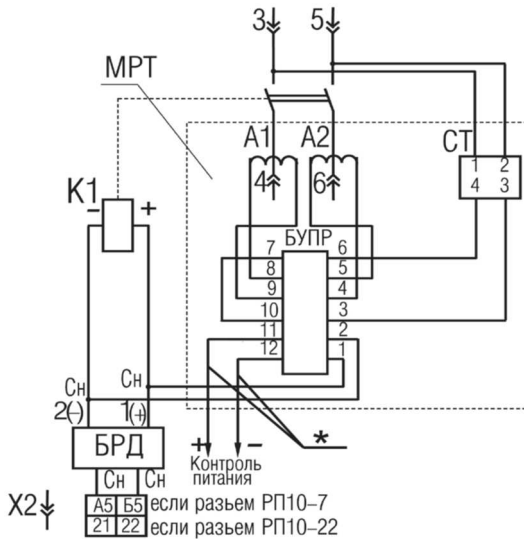 3 5
МРТ
А1 А2 СТ
1 2
4 3
4 6
К1
- +
БУПР
7 6
8 5
9 4
10 3
11 2
12 1
Сн Сн
2(-) 1(+)
БРД
+ - *
Контроль
питания
Сн Сн
Х2 А5 Б5 если разьем РП10-7
21 22 если разьем РП10-22